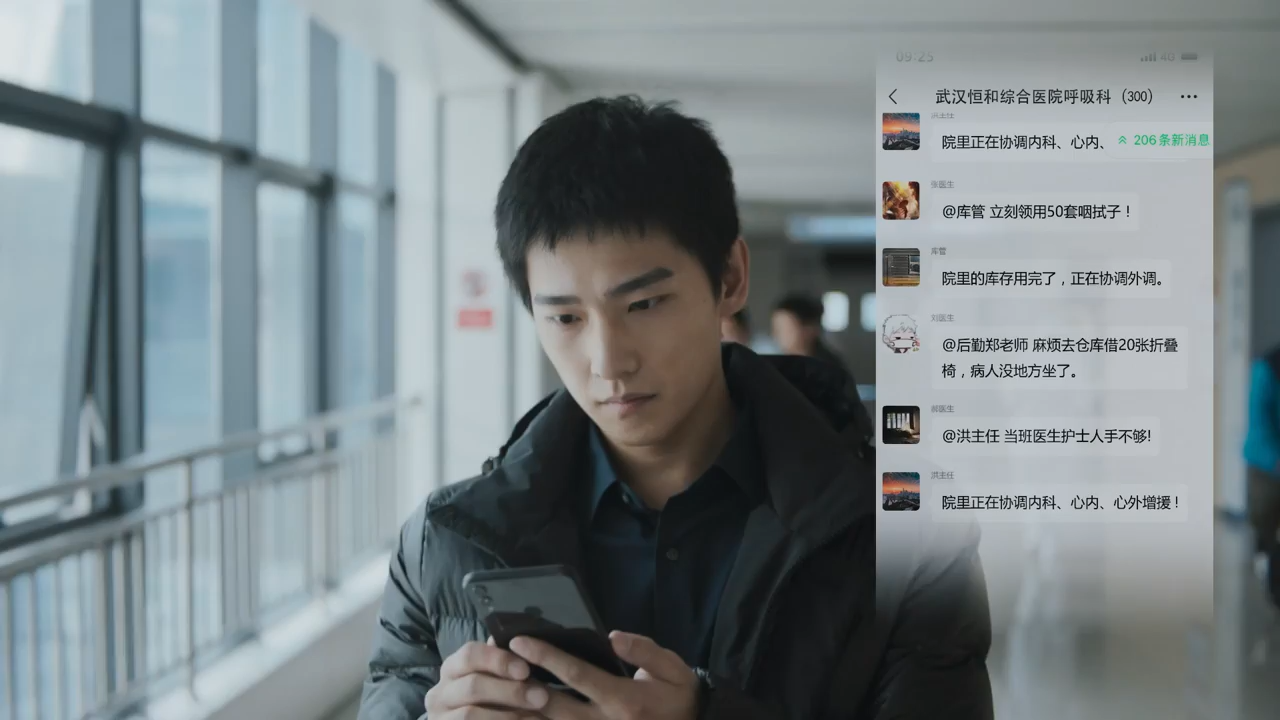 09:25
4G
武汉恒和综合医院呼吸科（300）
洪主任
院里正在协调内科、心内、
206条新消息
张医生
@库管 立刻领用50套咽拭子！
库管
院里的库存用完了，正在协调外调。
刘医生
@后勤郑老师 麻烦去仓库借20张折叠
椅，病人没地方坐了。
@洪主任 当班医生护士人手不够!
洪主任
院里正在协调内科、心内、心外增援！